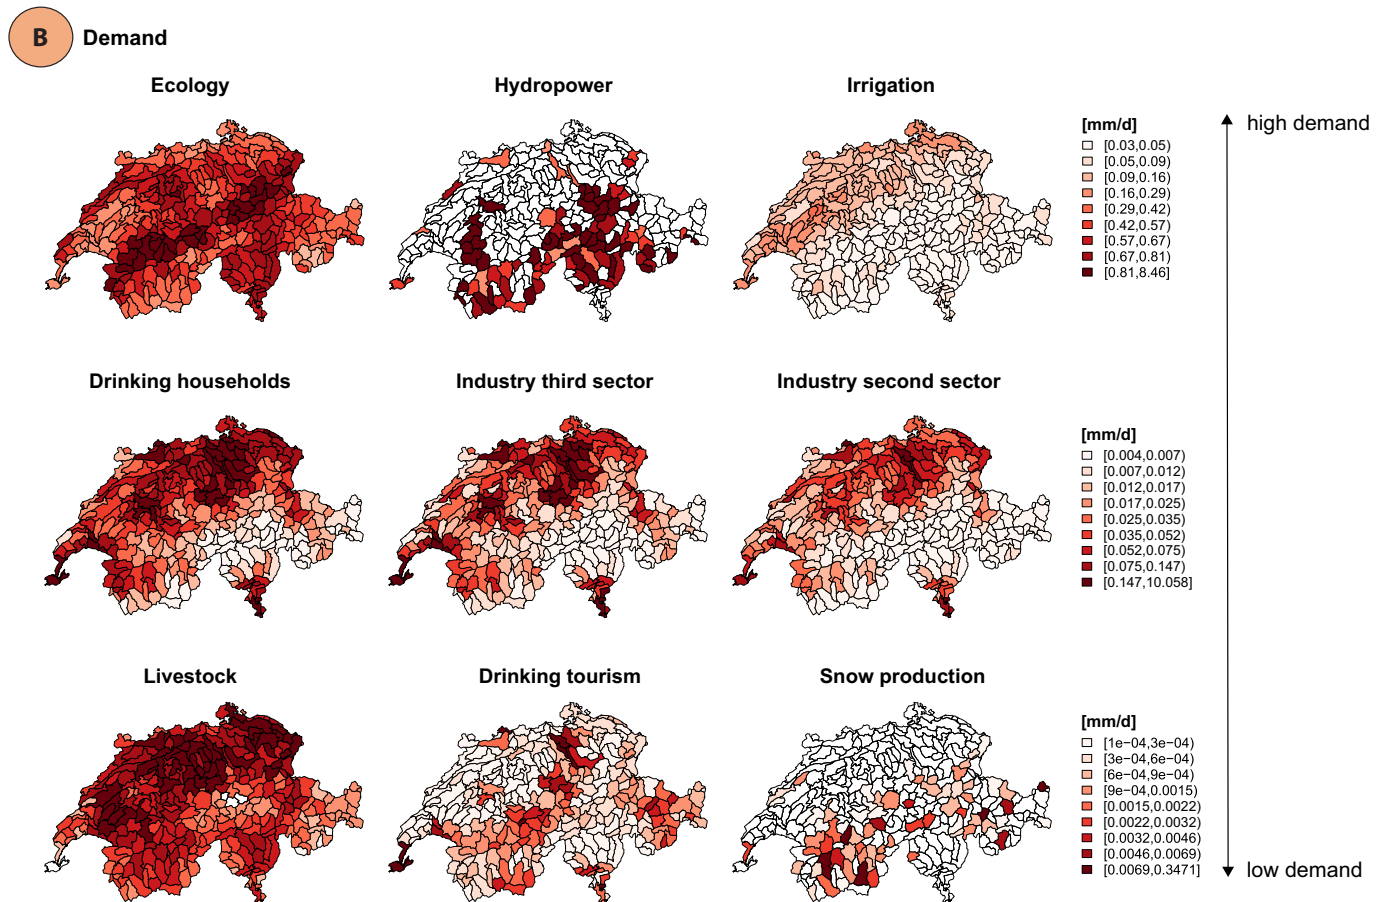 B Demand
Ecology Hydropower Irrigation
[mm/d]
[0.03,0.05)
[0.05,0.09)
[0.09,0.16)
[0.16,0.29)
[0.29,0.42)
[0.42,0.57)
[0.57,0.67)
[0.67,0.81)
[0.81,8.46]
high demand
Drinking households Industry third sector Industry second sector
[mm/d]
[0.004,0.007)
[0.007,0.012)
[0.012,0.017)
[0.017,0.025)
[0.025,0.035)
[0.035,0.052)
[0.052,0.075)
[0.075,0.147)
[0.147,10.058]
Livestock Drinking tourism Snow production
[mm/d]
[1e−04,3e−04)
[3e−04,6e−04)
[6e−04,9e−04)
[9e−04,0.0015)
[0.0015,0.0022)
[0.0022,0.0032)
[0.0032,0.0046)
[0.0046,0.0069)
[0.0069,0.3471]
low demand